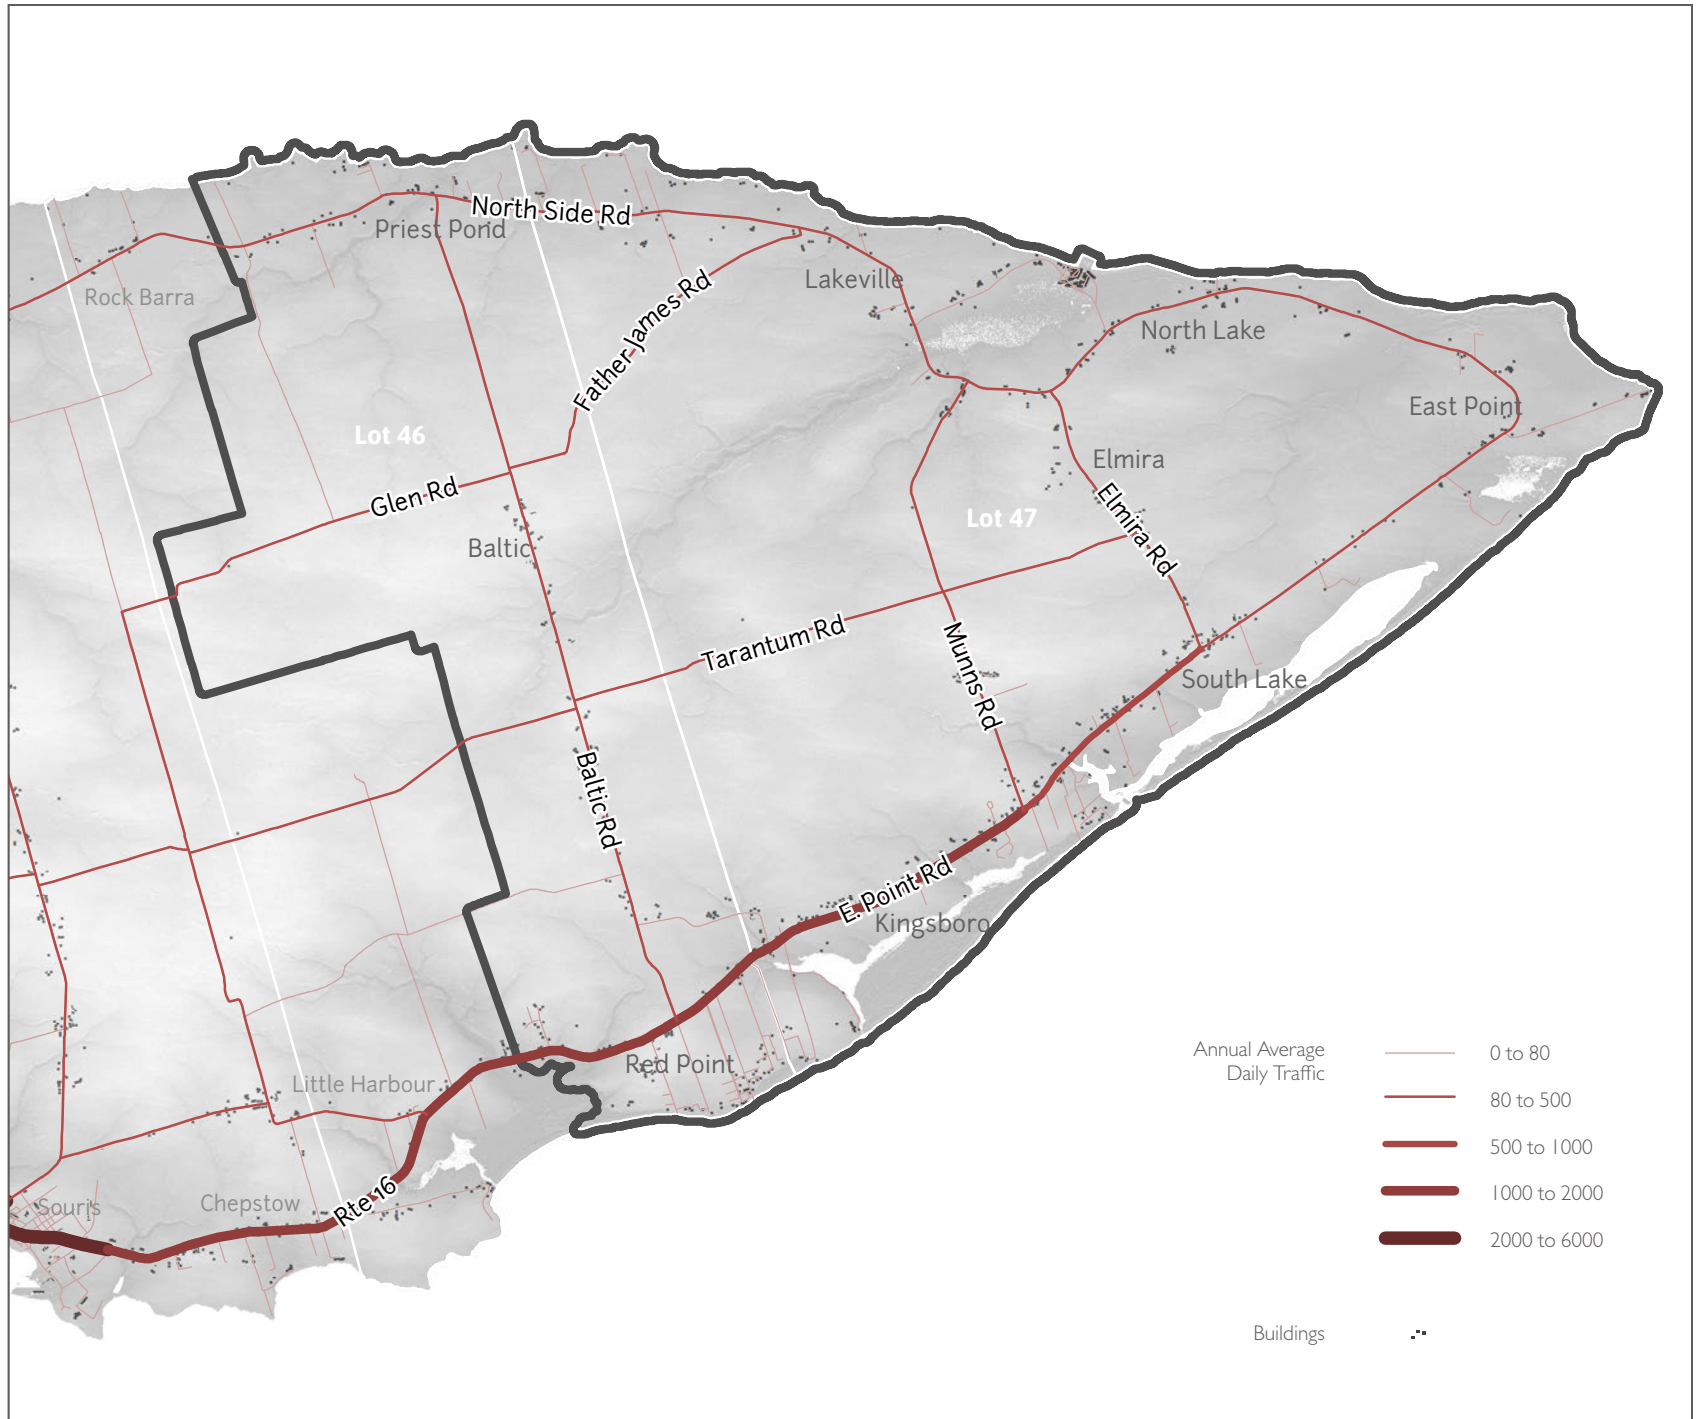 North Side Rd
Priest Pond
Father James Rd
Lakeville
Rock Barra
North Lake
East Point
Lot 46
Elmira
Glen Rd
Elmira Rd
Lot 47
Baltic
Tarantum Rd
Munns Rd
South Lake
Baltic Rd
E. Point Rd
Kingsboro
Red Point
Little Harbour
Rte 16
Souris
Chepstow
Annual Average
Daily Traffic
0 to 80
80 to 500
500 to 1000
1000 to 2000
2000 to 6000
Buildings